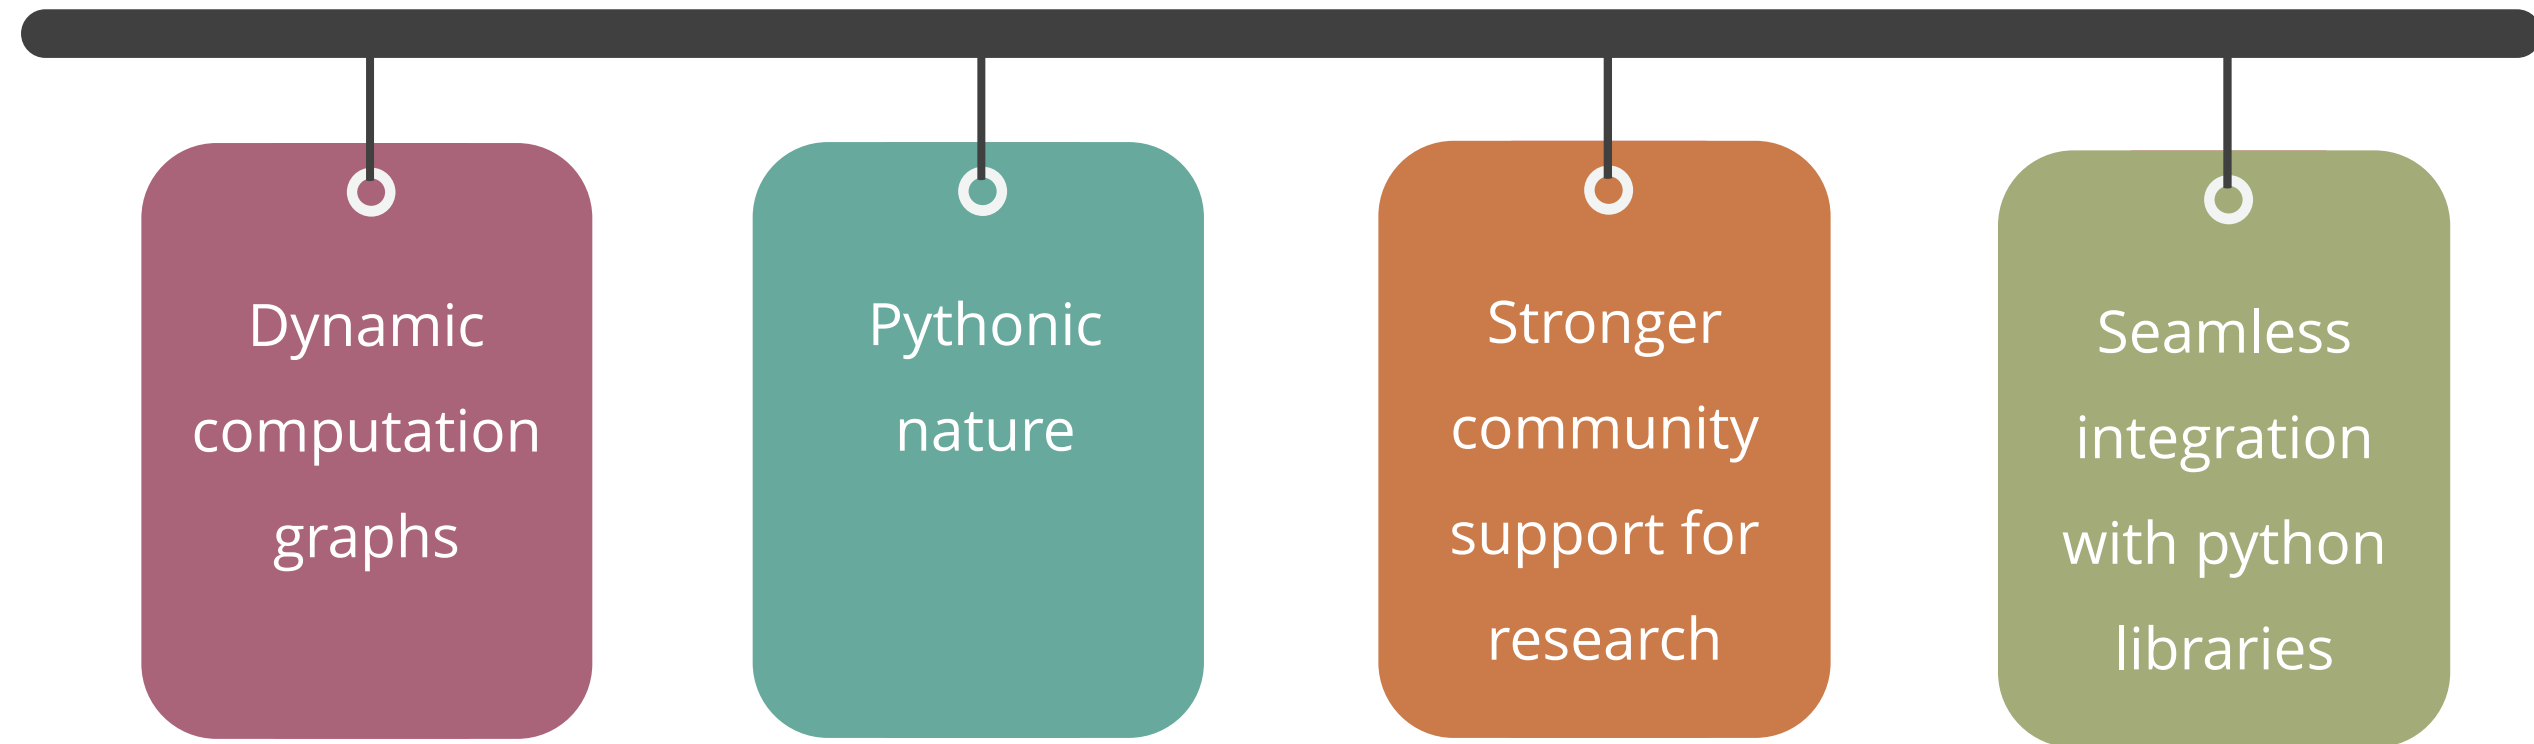 Dynamic
computation
graphs
Pythonic
nature
Stronger
community
support for
research
Seamless
integration
with python
libraries